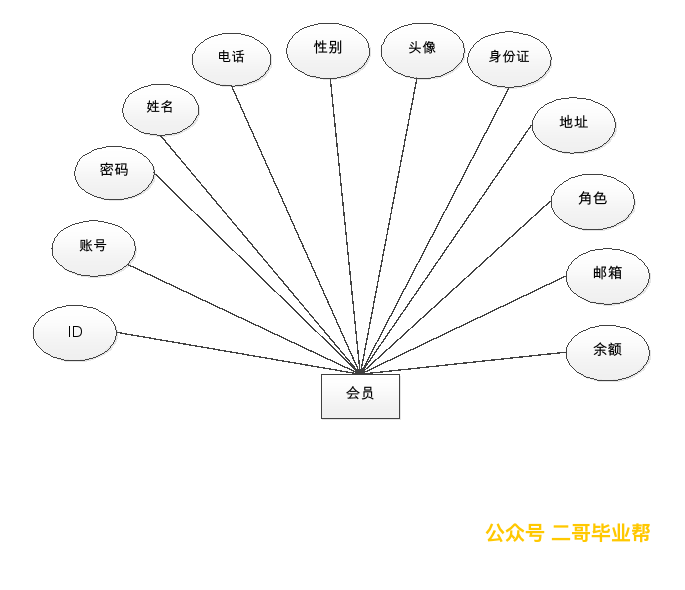 性别
头像
电话
身份证
姓名
地址
密码
角色
账号
邮箱
ID
余额
会员
公众号 二哥毕业帮